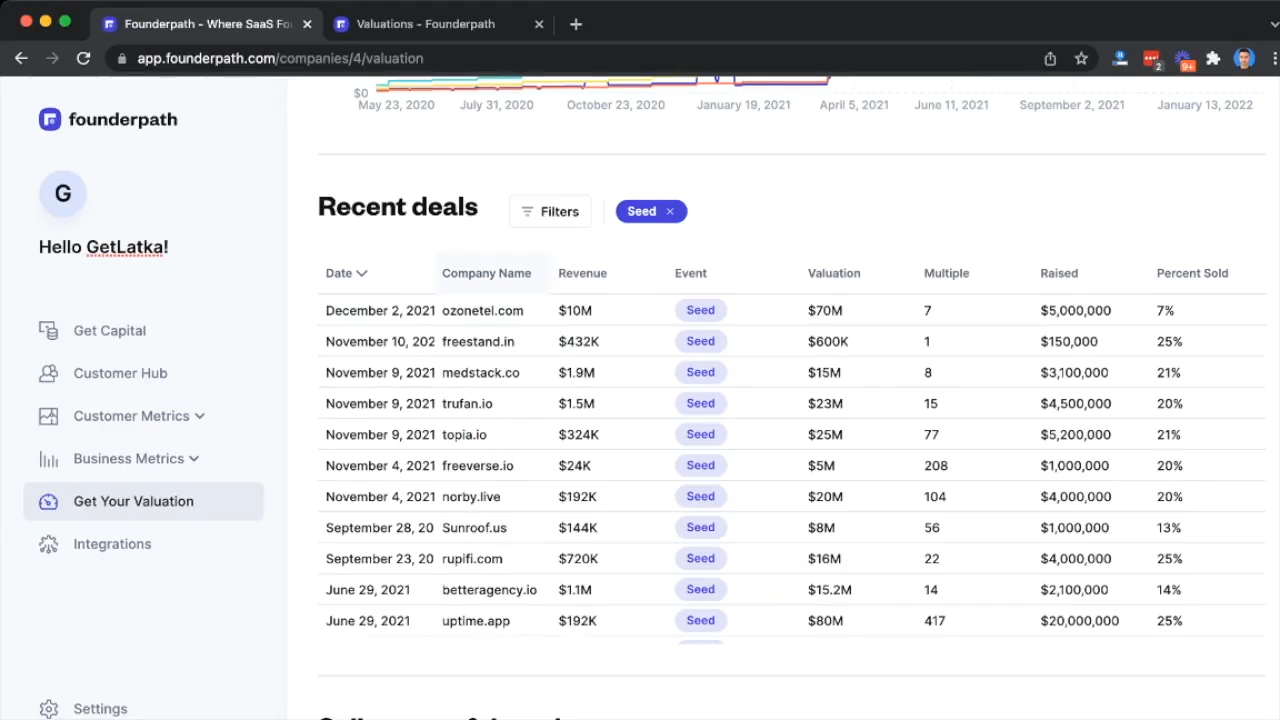 Founderpath - Where SaaS Fou
Valuations - Founderpath
app.founderpath.com/companies/4/valuation
2
9+
founderpath
G
Hello GetLatka!
Get Capital
Customer Hub
Customer Metrics
Business Metrics
Get Your Valuation
Integrations
Settings
$0
May 23, 2020 July 31, 2020 October 23, 2020 January 19, 2021 April 5, 2021 June 11, 2021 September 2, 2021 January 13, 2022
Recent deals
Filters
Seed ×
Date Company Name Revenue Event Valuation Multiple Raised Percent Sold
December 2, 2021 ozonetel.com $10M Seed $70M 7 $5,000,000 7%
November 10, 202 freestand.in $432K Seed $600K 1 $150,000 25%
November 9, 2021 medstack.co $1.9M Seed $15M 8 $3,100,000 21%
November 9, 2021 trufan.io $1.5M Seed $23M 15 $4,500,000 20%
November 9, 2021 topia.io $324K Seed $25M 77 $5,200,000 21%
November 4, 2021 freeverse.io $24K Seed $5M 208 $1,000,000 20%
November 4, 2021 norby.live $192K Seed $20M 104 $4,000,000 20%
September 28, 20 Sunroof.us $144K Seed $8M 56 $1,000,000 13%
September 23, 20 rupifi.com $720K Seed $16M 22 $4,000,000 25%
June 29, 2021 betteragency.io $1.1M Seed $15.2M 14 $2,100,000 14%
June 29, 2021 uptime.app $192K Seed $80M 417 $20,000,000 25%